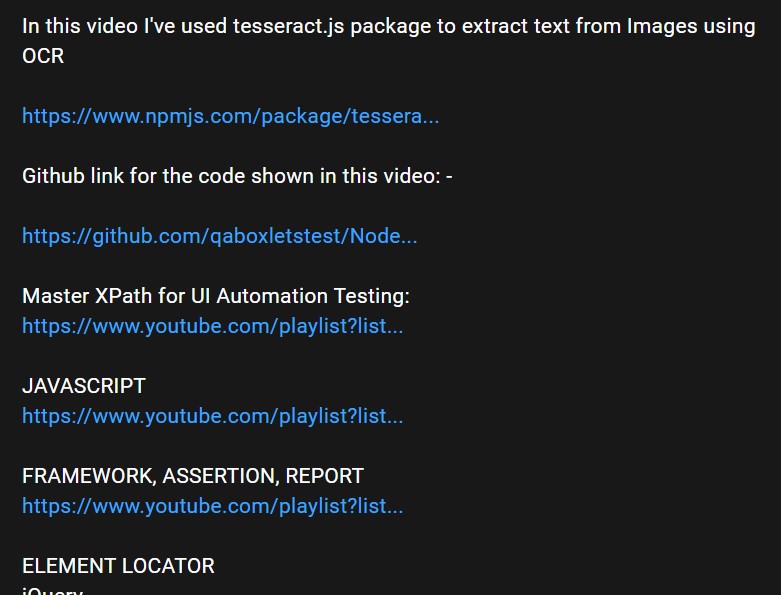 In this video I've used tesseract.js package to extract text from Images using
OCR
https://www.npmjs.com/package/tessera...
Github link for the code shown in this video: -
https://github.com/qaboxletstest/Node...
Master XPath for UI Automation Testing:
https://www.youtube.com/playlist?list...
JAVASCRIPT
https://www.youtube.com/playlist?list...
FRAMEWORK, ASSERTION, REPORT
https://www.youtube.com/playlist?list...
ELEMENT LOCATOR
jQuery